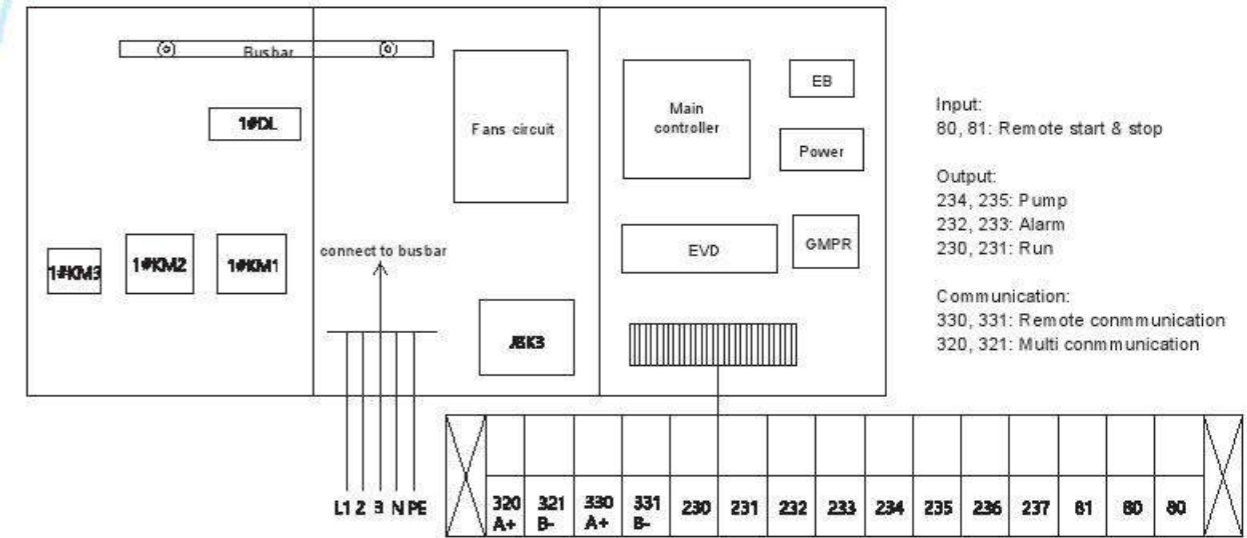 Busbar
1#DL
Fans circuit
Main
controller
EB
Power
1#KM3
1#KM2
1#KM1
connect to busbar
EVD
GMPR
JBK3
Input:
80, 81: Remote start & stop
Output:
234, 235: Pump
232, 233: Alarm
230, 231: Run
Communication:
330, 331: Remote conmmunication
320, 321: Multi conmmunication
L1 2 3 N PE
320 321 330 331 230 231 232 233 234 235 236 237 81 80 80
A+ B- A+ B-